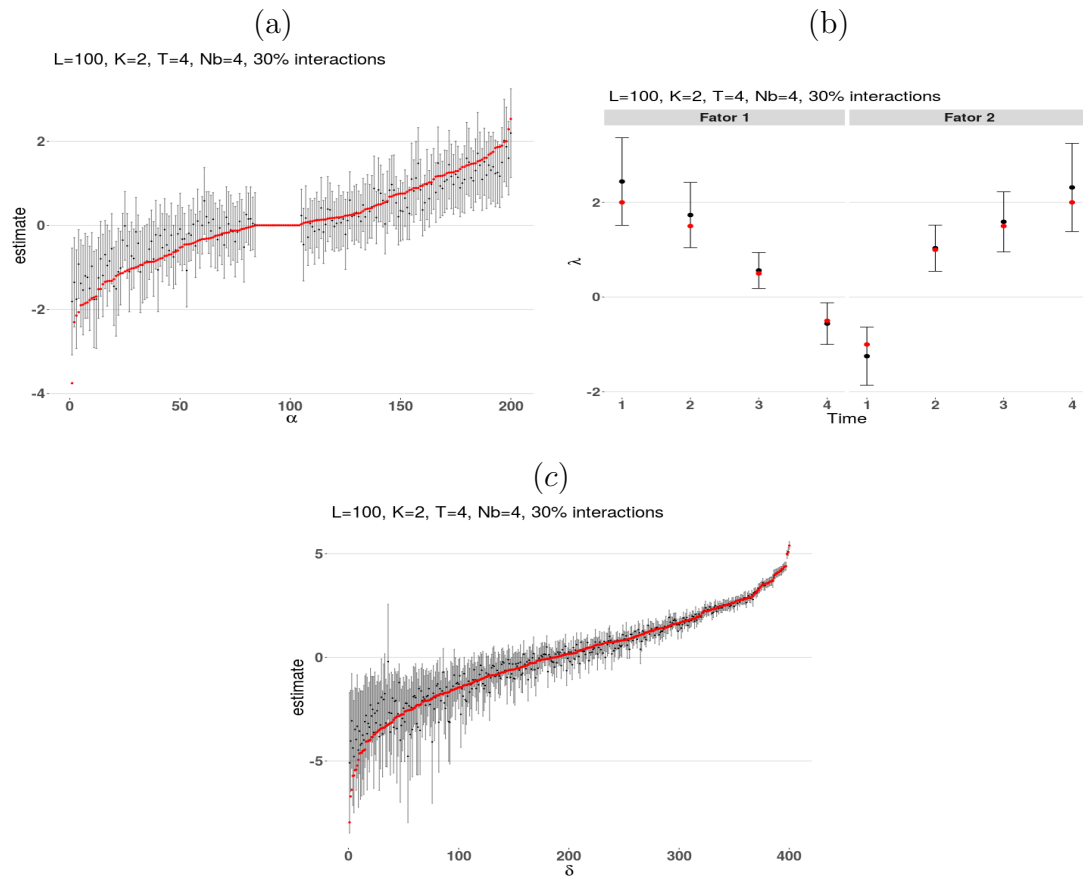 (a)
L=100, K=2, T=4, Nb=4, 30% interactions
estimate
2
0
-2
-4
0 50 100 150 200
α
(b)
L=100, K=2, T=4, Nb=4, 30% interactions
Fator 1 Fator 2
λ
2
0
-2
1 2 3 4 1 2 3 4
Time
(c)
L=100, K=2, T=4, Nb=4, 30% interactions
estimate
5
0
-5
0 100 200 300 400
δ